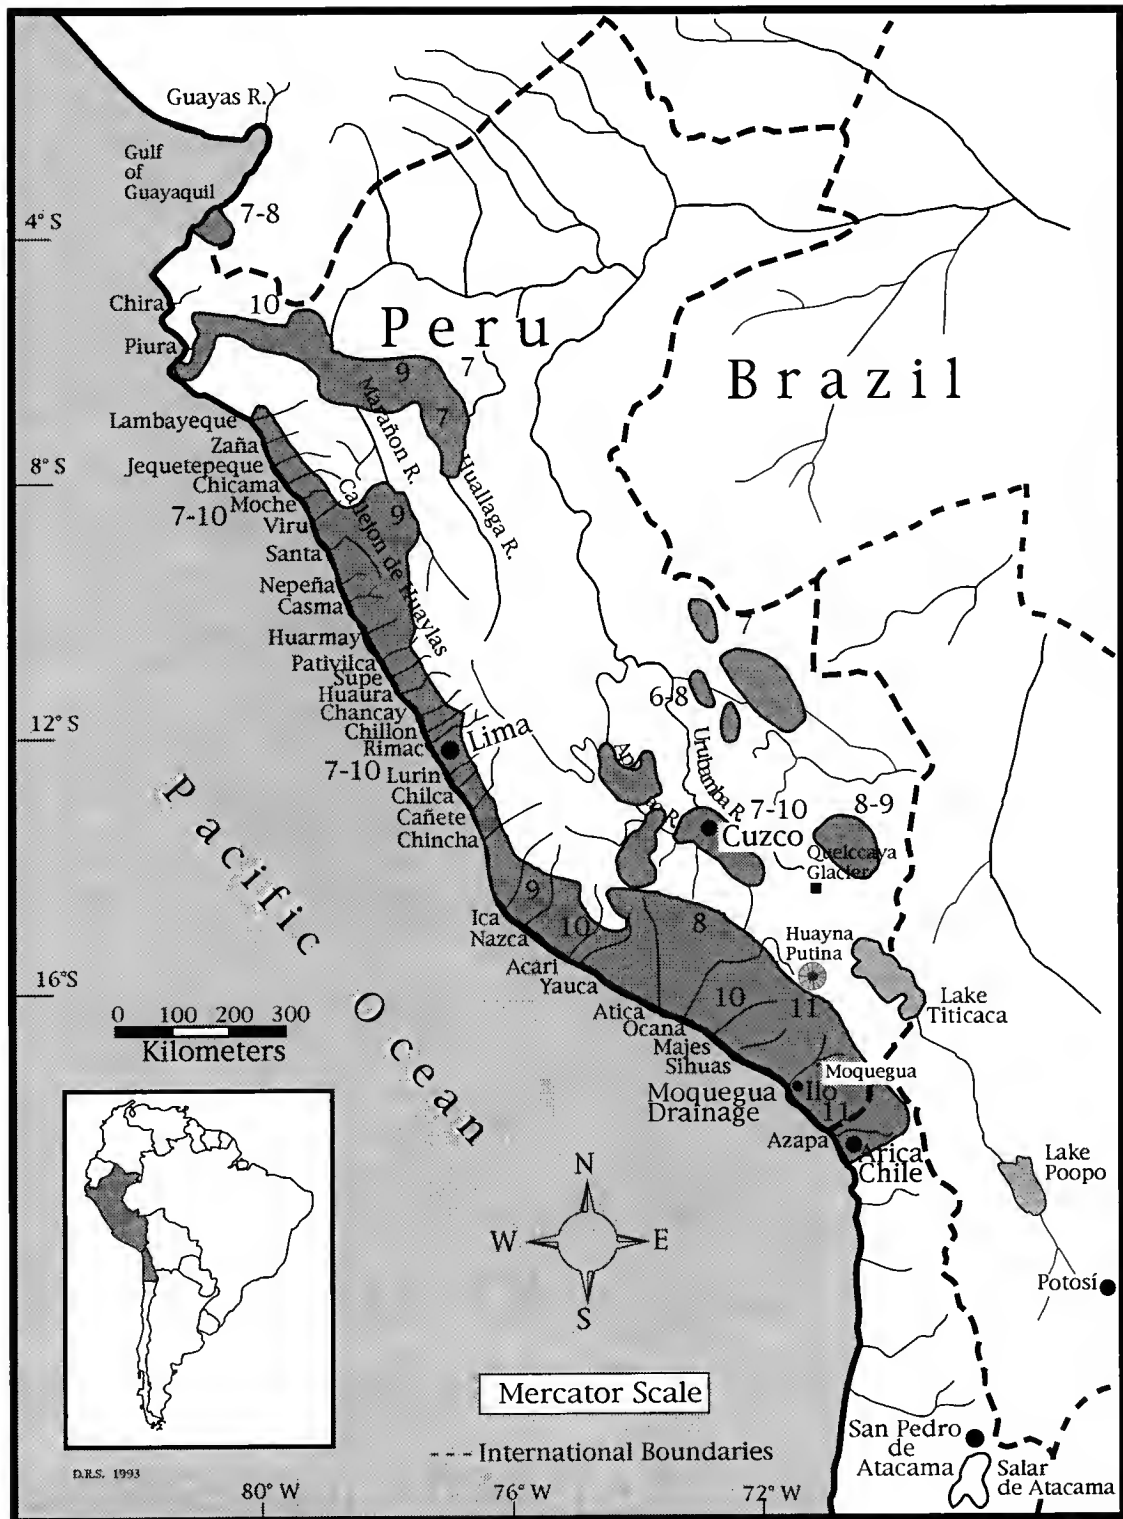 Guayas R.
Gulf
of
Guayaquil
7-8
4° S
Chira
10
Peru
Piura
9
7
Brazil
7
Marañon R.
Lambayeque
Zaña
8° S
Jequetepeque
Chicama
Huallaga R.
Moche
7-10
Viru
9
Callejon de Huaylas
Santa
Nepeña
Casma
Huarmay
Pativilca
Supe
6-8
Huaura
Chancay
12° S
Chillon
Lima
Rimac
7-10
Lurin
Urubamba R.
Chilca
7-10
8-9
Cañete
Cuzco
Chincha
Quelccaya
Glacier
9
Ica
10
8
Nazca
Huayna
Putina
Acari
Yauca
16°S
10
11
Lake
Titicaca
Atica
Ocana
0 100 200 300
Kilometers
Majes
Sihuas
Moquegua
Moquegua
Drainage
Ilo
11
Azapa
Arica
Chile
Pacific Ocean
Lake
Poopo
N
W E
S
Potosí
Mercator Scale
San Pedro
de
Atacama
--- International Boundaries
Salar
de Atacama
D.R.S. 1993
80° W
76° W
72° W